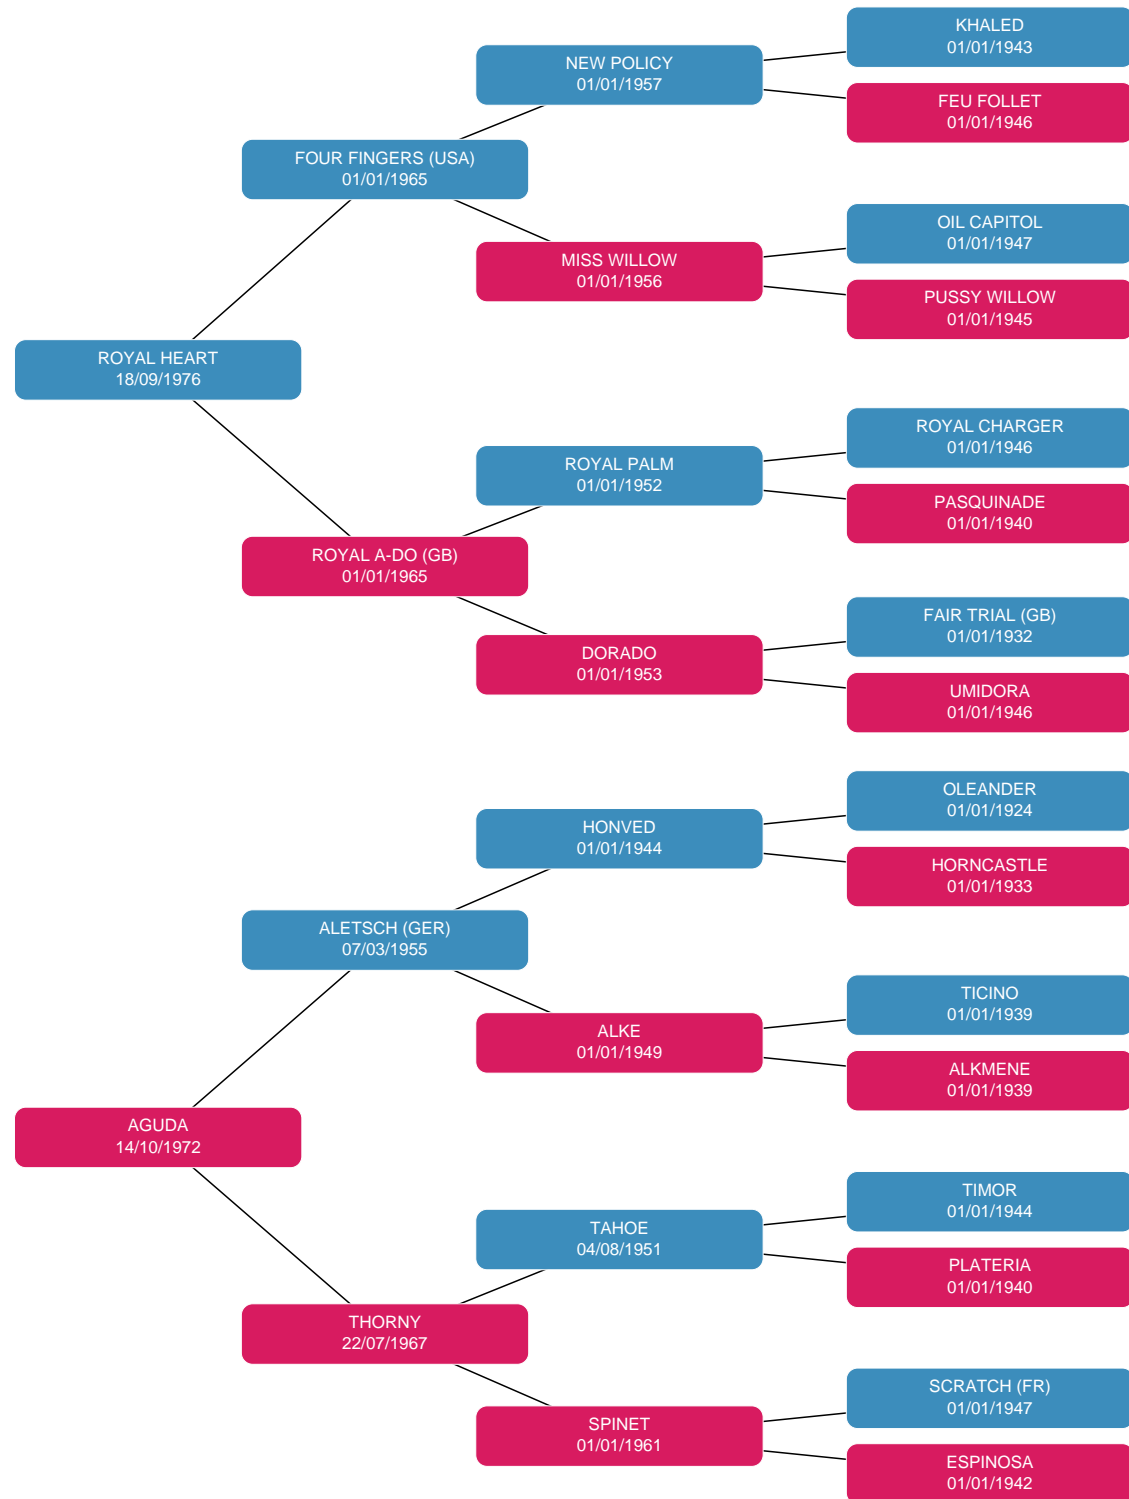 KHALED
01/01/1943
NEW POLICY
01/01/1957
FEU FOLLET
01/01/1946
FOUR FINGERS (USA)
01/01/1965
OIL CAPITOL
01/01/1947
MISS WILLOW
01/01/1956
PUSSY WILLOW
01/01/1945
ROYAL HEART
18/09/1976
ROYAL CHARGER
01/01/1946
ROYAL PALM
01/01/1952
PASQUINADE
01/01/1940
ROYAL A-DO (GB)
01/01/1965
FAIR TRIAL (GB)
01/01/1932
DORADO
01/01/1953
UMIDORA
01/01/1946
OLEANDER
01/01/1924
HONVED
01/01/1944
HORNCASTLE
01/01/1933
ALETSCH (GER)
07/03/1955
TICINO
01/01/1939
ALKE
01/01/1949
ALKMENE
01/01/1939
AGUDA
14/10/1972
TIMOR
01/01/1944
TAHOE
04/08/1951
PLATERIA
01/01/1940
THORNY
22/07/1967
SCRATCH (FR)
01/01/1947
SPINET
01/01/1961
ESPINOSA
01/01/1942